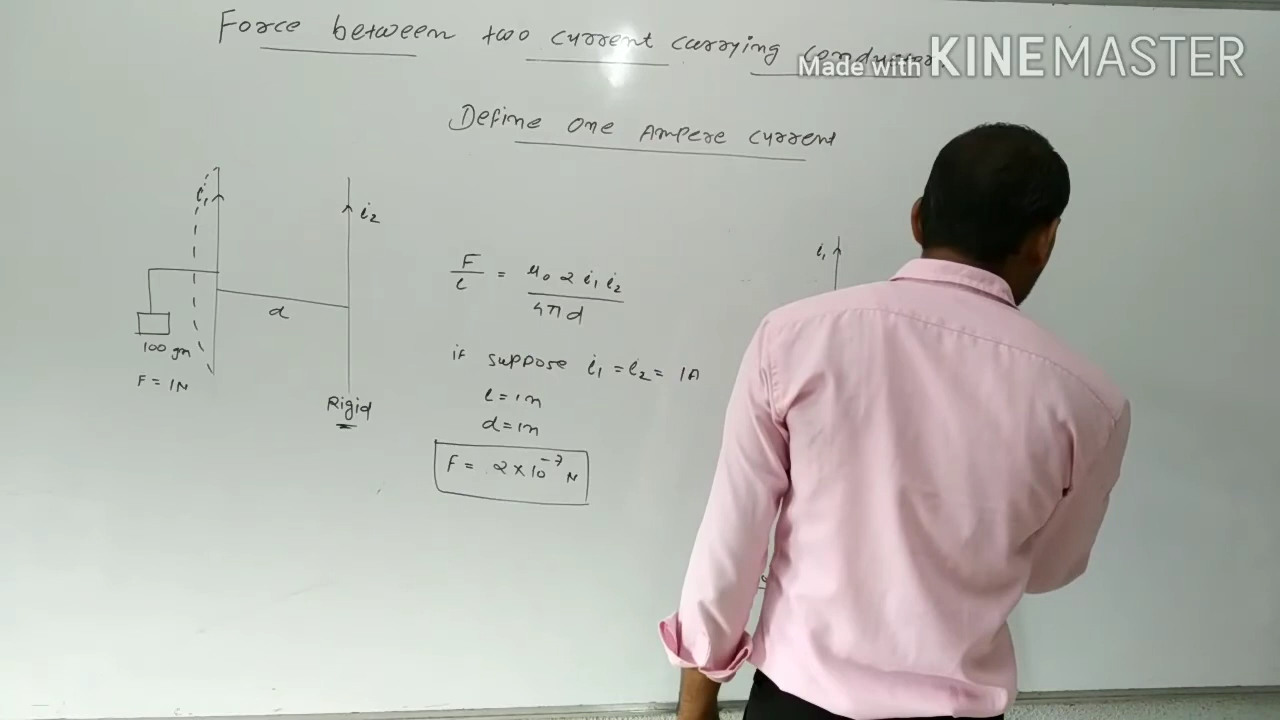 Force between two current carrying
Made with KINEMASTER
Define one Ampere current
i₁
i₂
d
100 gm
F = 1N
Rigid
F/l = μ₀ 2 i₁ i₂ / 4π d
if suppose i₁ = i₂ = 1A
l = 1m
d = 1m
F = 2 × 10⁻⁷ N
i₁